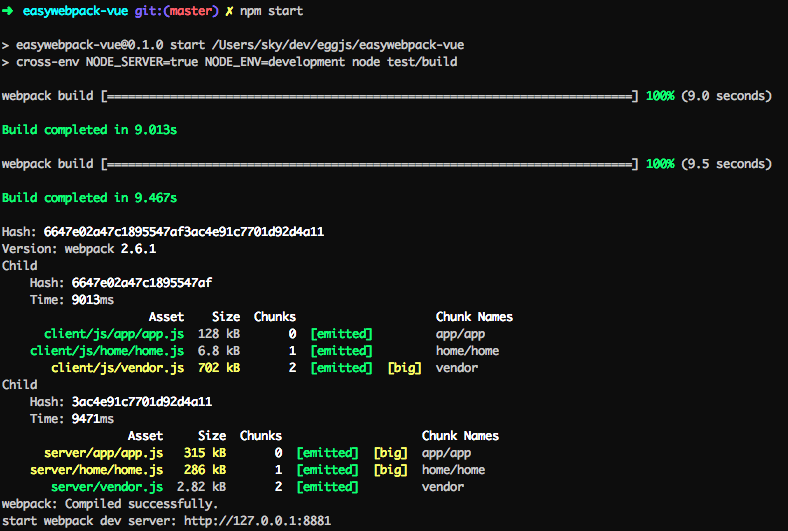 ➜ easywebpack-vue git:(master) ✗ npm start
> easywebpack-vue@0.1.0 start /Users/sky/dev/eggjs/easywebpack-vue
> cross-env NODE_SERVER=true NODE_ENV=development node test/build
webpack build [===========================================================================] 100% (9.0 seconds)
Build completed in 9.013s
webpack build [===========================================================================] 100% (9.5 seconds)
Build completed in 9.467s
Hash: 6647e02a47c1895547af3ac4e91c7701d92d4a11
Version: webpack 2.6.1
Child
Hash: 6647e02a47c1895547af
Time: 9013ms
Asset Size Chunks Chunk Names
client/js/app/app.js 128 kB 0 [emitted] app/app
client/js/home/home.js 6.8 kB 1 [emitted] home/home
client/js/vendor.js 702 kB 2 [emitted] [big] vendor
Child
Hash: 3ac4e91c7701d92d4a11
Time: 9471ms
Asset Size Chunks Chunk Names
server/app/app.js 315 kB 0 [emitted] [big] app/app
server/home/home.js 286 kB 1 [emitted] [big] home/home
server/vendor.js 2.82 kB 2 [emitted] vendor
webpack: Compiled successfully.
start webpack dev server: http://127.0.0.1:8881